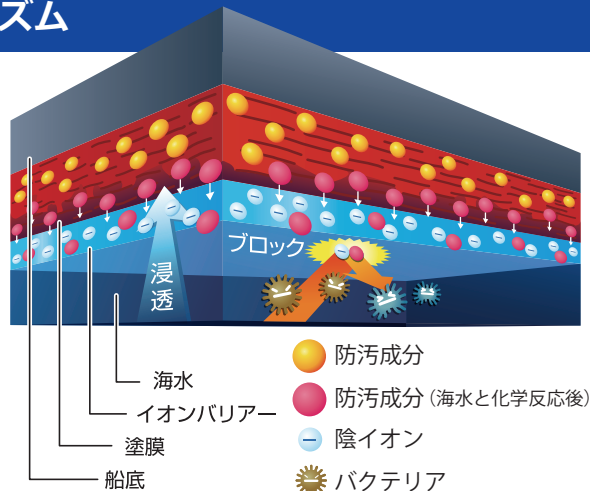 ズム
ブロック
浸透
海水
イオンバリアー
塗膜
船底
防汚成分
防汚成分(海水と化学反応後)
陰イオン
バクテリア